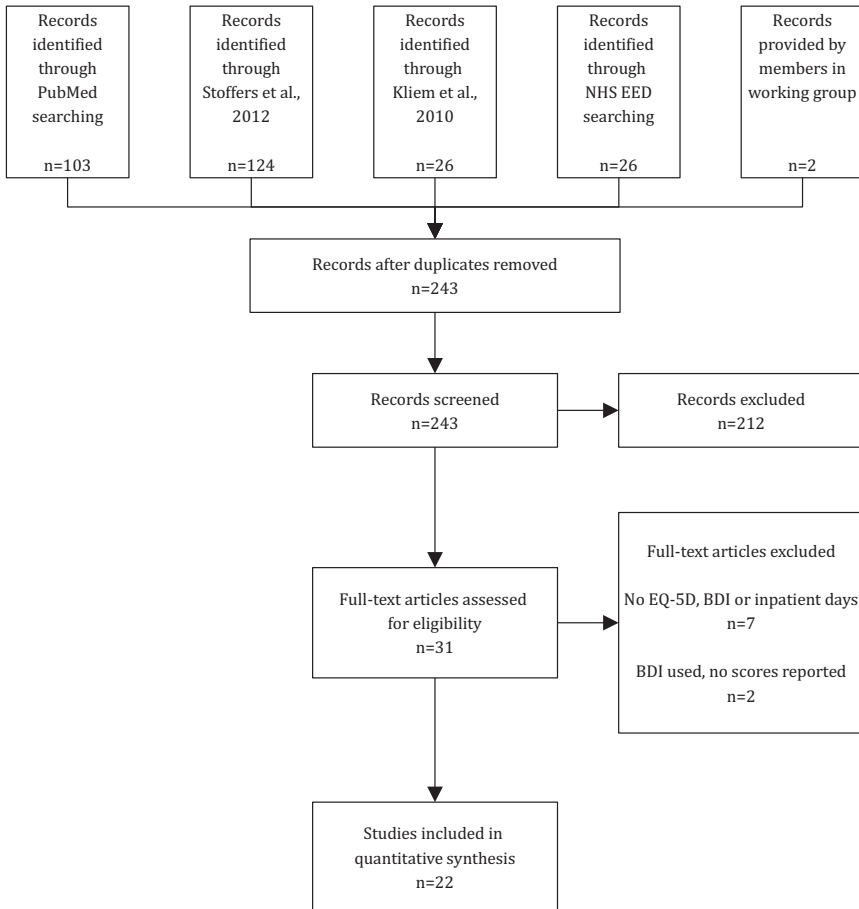 Records
identified
through
PubMed
searching
n=103
Records
identified
through
Stoffers et al.,
2012
n=124
Records
identified
through
Kliem et al.,
2010
n=26
Records
identified
through
NHS EED
searching
n=26
Records
provided by
members in
working group
n=2
Records after duplicates removed
n=243
Records screened
n=243
Records excluded
n=212
Full-text articles assessed
for eligibility
n=31
Full-text articles excluded
No EQ-5D, BDI or inpatient days
n=7
BDI used, no scores reported
n=2
Studies included in
quantitative synthesis
n=22